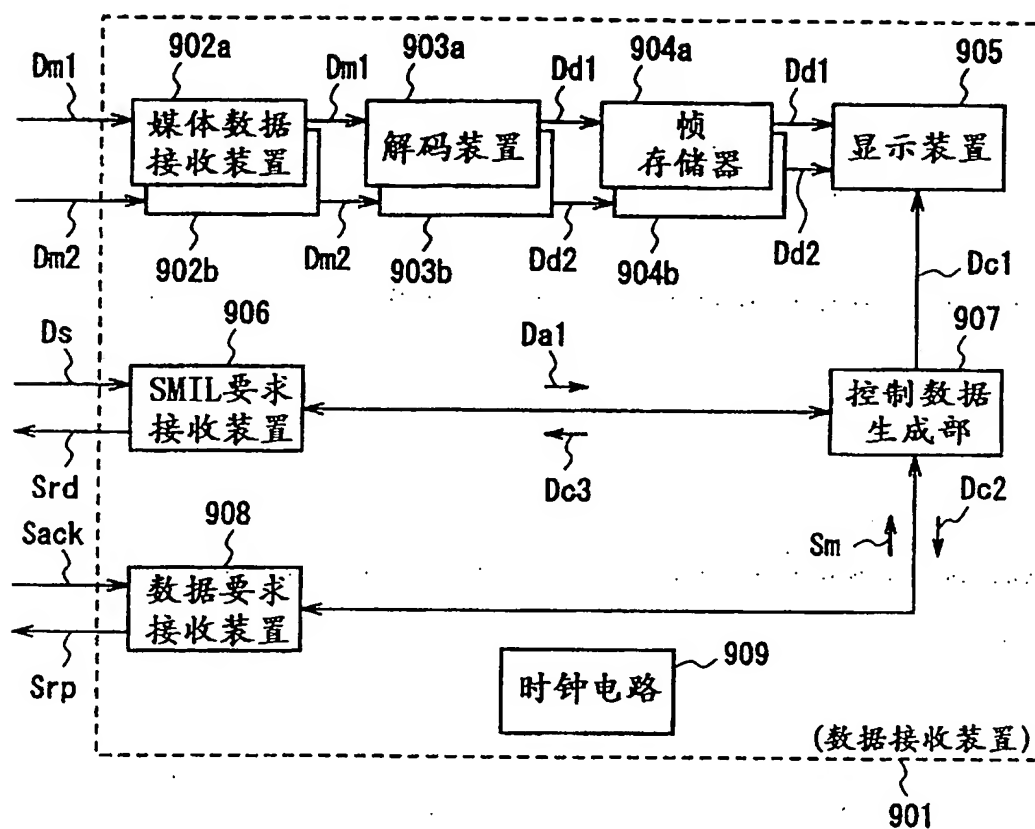 902a
903a
904a
905
Dm1
Dm1
Dd1
Dd1
媒体数据
接收装置
解码装置
帧
存储器
显示装置
Dm2
902b
Dm2
903b
Dd2
904b
Dd2
Dc1
906
907
Ds
Da1
SMIL要求
接收装置
控制数据
生成部
Srd
Dc3
Dc2
Sack
908
Sm
数据要求
接收装置
Srp
909
时钟电路
(数据接收装置)
901